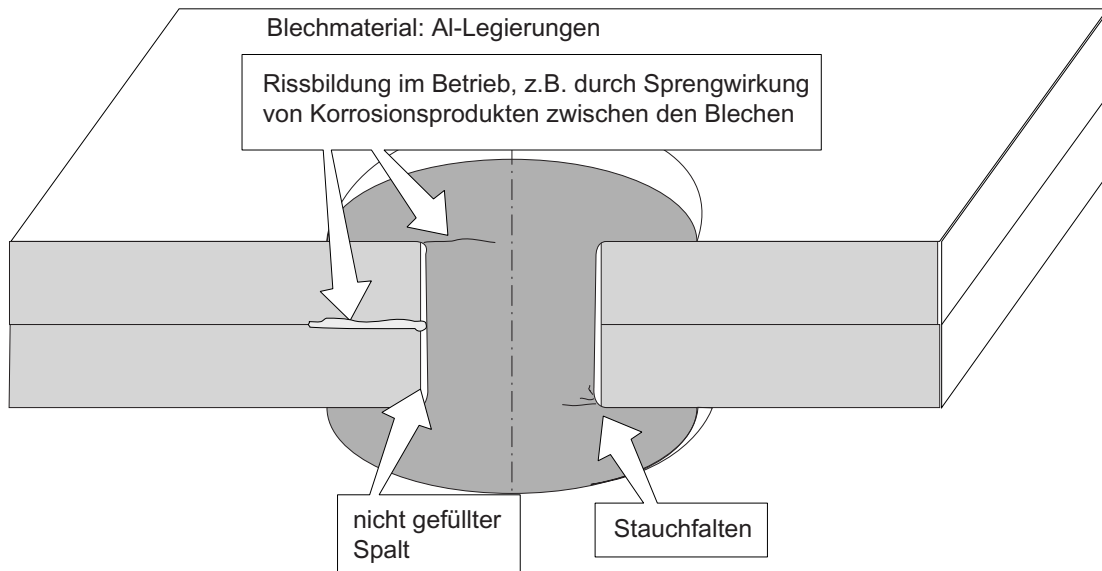 Blechmaterial: Al-Legierungen
Rissbildung im Betrieb, z.B. durch Sprengwirkung
von Korrosionsprodukten zwischen den Blechen
nicht gefüllter
Spalt
Stauchfalten